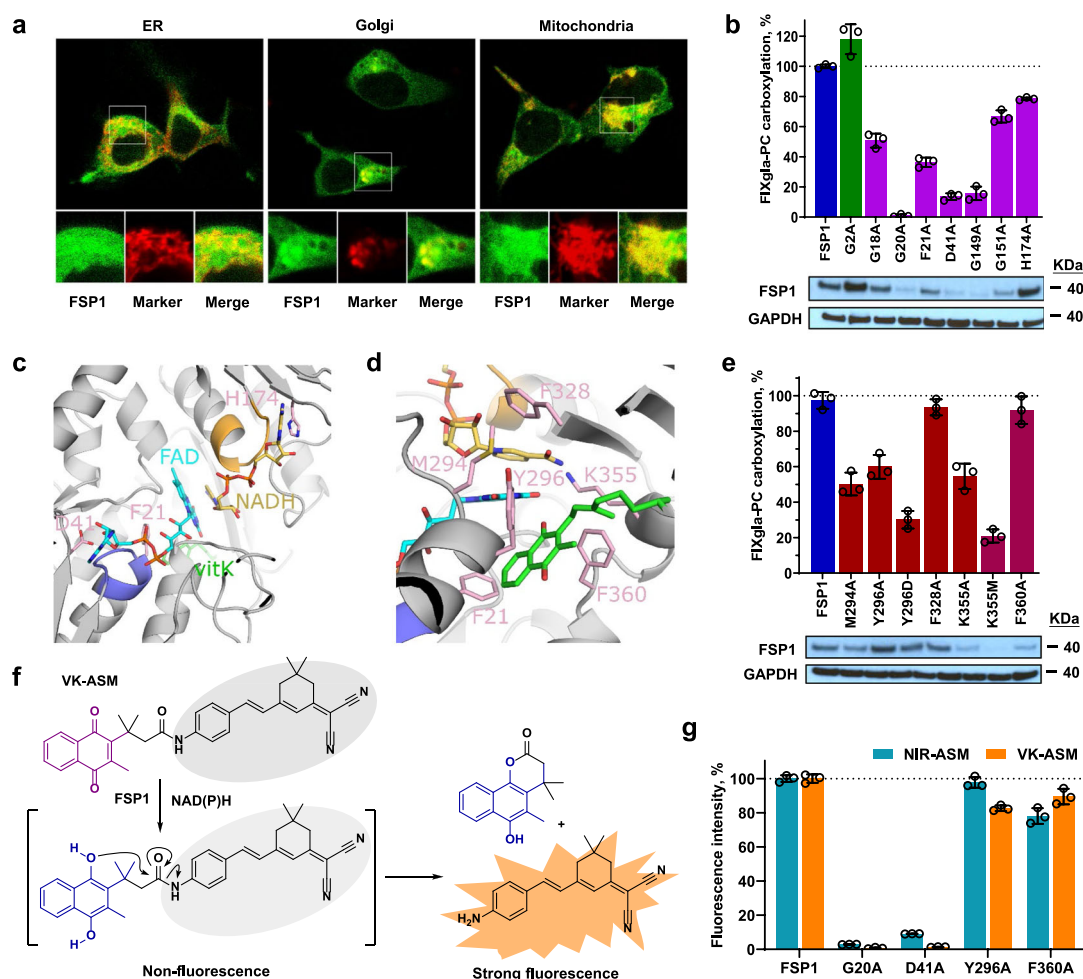 a
ER
Golgi
Mitochondria
FSP1
Marker
Merge
FSP1
Marker
Merge
FSP1
Marker
Merge
b
FIXgla-PC carboxylation, %
120
100
80
60
40
20
0
FSP1
G2A
G18A
G20A
F21A
D41A
G149A
G151A
H174A
KDa
FSP1
40
GAPDH
40
c
H174
FAD
NADH
D41
F21
vitK
d
F328
M294
Y296
K355
F21
F360
e
FIXgla-PC carboxylation, %
100
80
60
40
20
0
FSP1
M294A
Y296A
Y296D
F328A
K355A
K355M
F360A
KDa
FSP1
40
GAPDH
40
f
VK-ASM
O
O
O
N
H
N
N
FSP1
NAD(P)H
H
O
O
H
O
N
H
N
N
Non-fluorescence
O
O
OH
+
H₂N
N
N
Strong fluorescence
g
NIR-ASM
VK-ASM
Fluorescence intensity, %
100
80
60
40
20
0
FSP1
G20A
D41A
Y296A
F360A